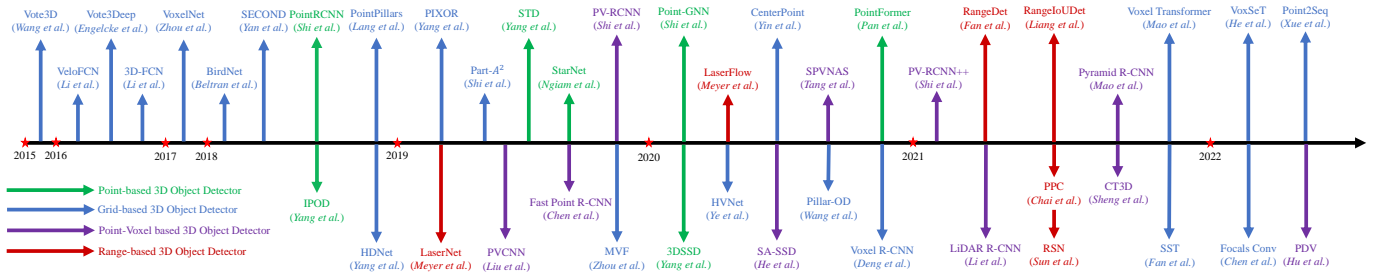 Vote3D
(Wang et al.)
Vote3Deep
(Engelcke et al.)
VoxelNet
(Zhou et al.)
SECOND
(Yan et al.)
PointRCNN
(Shi et al.)
PointPillars
(Lang et al.)
PIXOR
(Yang et al.)
STD
(Yang et al.)
PV-RCNN
(Shi et al.)
Point-GNN
(Shi et al.)
CenterPoint
(Yin et al.)
PointFormer
(Pan et al.)
RangeDet
(Fan et al.)
RangeIoUDet
(Liang et al.)
Voxel Transformer
(Mao et al.)
VoxSeT
(He et al.)
Point2Seq
(Xue et al.)
VeloFCN
(Li et al.)
3D-FCN
(Li et al.)
BirdNet
(Beltran et al.)
Part-A²
(Shi et al.)
StarNet
(Ngiam et al.)
LaserFlow
(Meyer et al.)
SPVNAS
(Tang et al.)
PV-RCNN++
(Shi et al.)
Pyramid R-CNN
(Mao et al.)
2015
2016
2017
2018
2019
2020
2021
2022
Point-based 3D Object Detector
Grid-based 3D Object Detector
Point-Voxel based 3D Object Detector
Range-based 3D Object Detector
IPOD
(Yang et al.)
Fast Point R-CNN
(Chen et al.)
HVNet
(Ye et al.)
Pillar-OD
(Wang et al.)
PPC
(Chai et al.)
CT3D
(Sheng et al.)
HDNet
(Yang et al.)
LaserNet
(Meyer et al.)
PVCNN
(Liu et al.)
MVF
(Zhou et al.)
3DSSD
(Yang et al.)
SA-SSD
(He et al.)
Voxel R-CNN
(Deng et al.)
LiDAR R-CNN
(Li et al.)
RSN
(Sun et al.)
SST
(Fan et al.)
Focals Conv
(Chen et al.)
PDV
(Hu et al.)